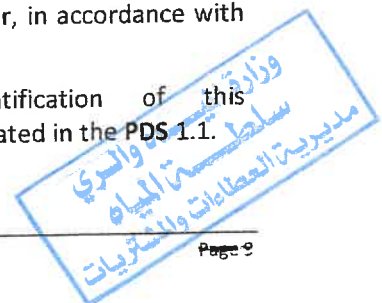 r, in accordance with
tification of this
ated in the PDS 1.1.
وزارة المياه والري
سلطة المياه
مديرية العطاءات والمشتريات
Page 9